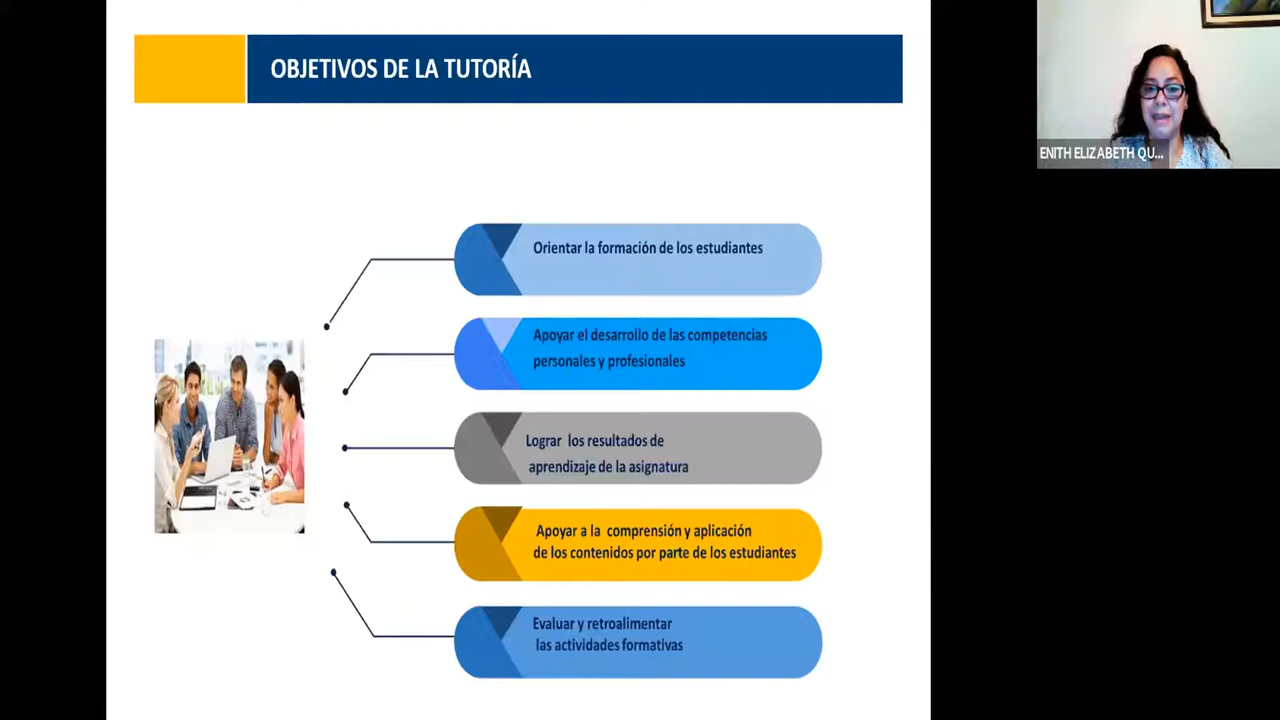 OBJETIVOS DE LA TUTORÍA
ENITH ELIZABETH QU...
Orientar la formación de los estudiantes
Apoyar el desarrollo de las competencias
personales y profesionales
Lograr los resultados de
aprendizaje de la asignatura
Apoyar a la comprensión y aplicación
de los contenidos por parte de los estudiantes
Evaluar y retroalimentar
las actividades formativas